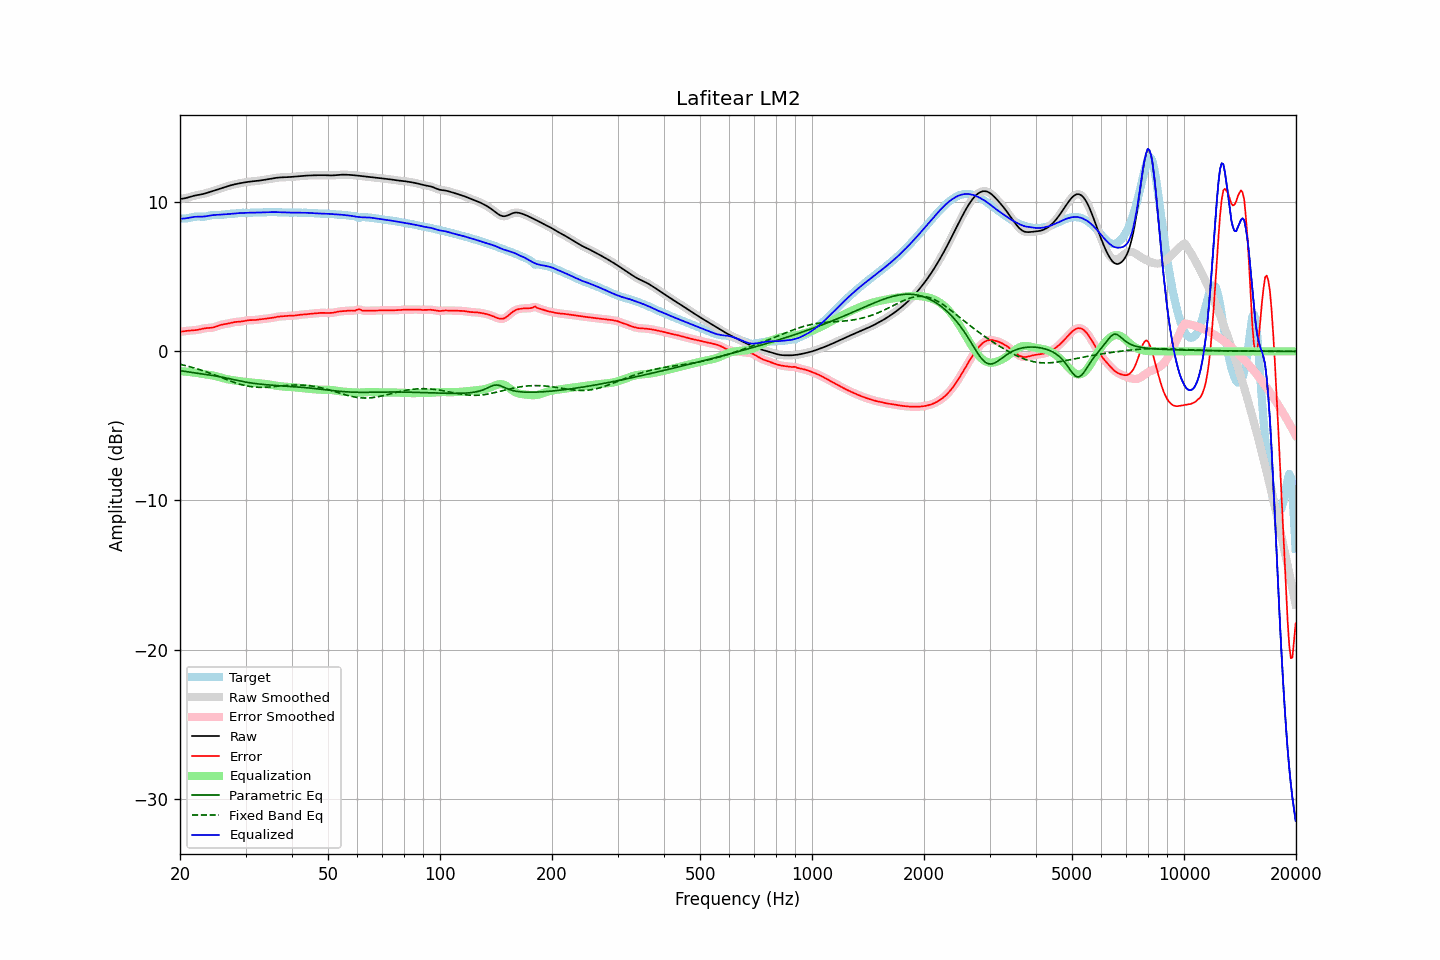 Lafitear LM2
10
0
−10
−20
−30
Amplitude (dBr)
Target
Raw Smoothed
Error Smoothed
Raw
Error
Equalization
Parametric Eq
Fixed Band Eq
Equalized
20 50 100 200 500 1000 2000 5000 10000 20000
Frequency (Hz)